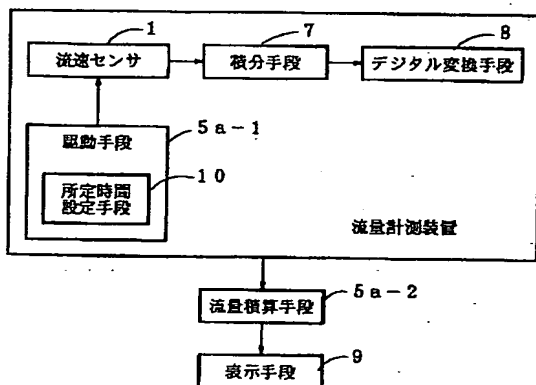 1
流速センサ
7
積分手段
8
デジタル変換手段
5a-1
駆動手段
10
所定時間
設定手段
流量計測装置
5a-2
流量積算手段
9
表示手段